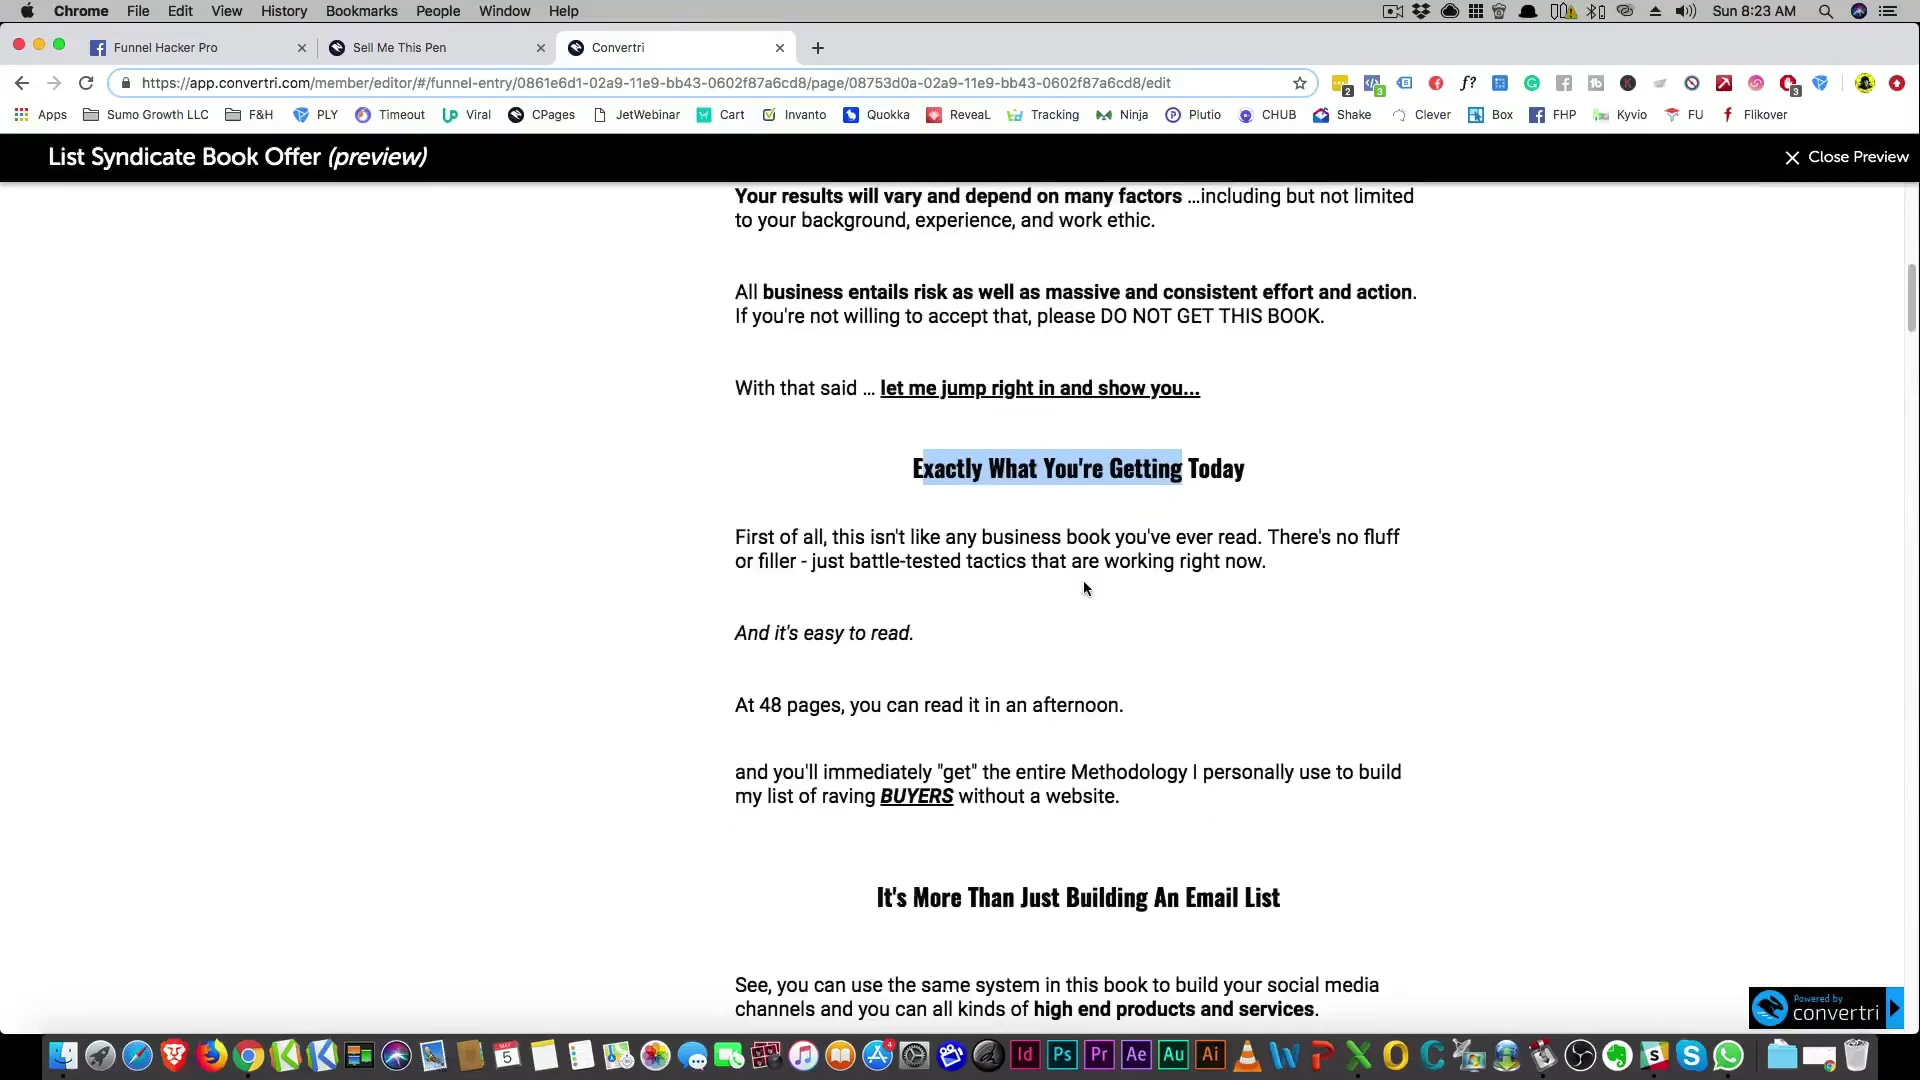 Chrome File Edit View History Bookmarks People Window Help Sun 8:23 AM
Funnel Hacker Pro Sell Me This Pen Convertri
https://app.convertri.com/member/editor/#/funnel-entry/0861e6d1-02a9-11e9-bb43-0602f87a6cd8/page/08753d0a-02a9-11e9-bb43-0602f87a6cd8/edit
Apps Sumo Growth LLC F&H PLY Timeout Viral CPages JetWebinar Cart Invanto Quokka ReveaL Tracking Ninja Plutio CHUB Shake Clever Box FHP Kyvio FU Flikover
List Syndicate Book Offer (preview) Close Preview
Your results will vary and depend on many factors ...including but not limited
to your background, experience, and work ethic.
All business entails risk as well as massive and consistent effort and action.
If you're not willing to accept that, please DO NOT GET THIS BOOK.
With that said ... let me jump right in and show you...
Exactly What You're Getting Today
First of all, this isn't like any business book you've ever read. There's no fluff
or filler - just battle-tested tactics that are working right now.
And it's easy to read.
At 48 pages, you can read it in an afternoon.
and you'll immediately "get" the entire Methodology I personally use to build
my list of raving BUYERS without a website.
It's More Than Just Building An Email List
See, you can use the same system in this book to build your social media
channels and you can all kinds of high end products and services.
Powered by
convertri
MAY
5
Id Ps Pr Ae Au Ai